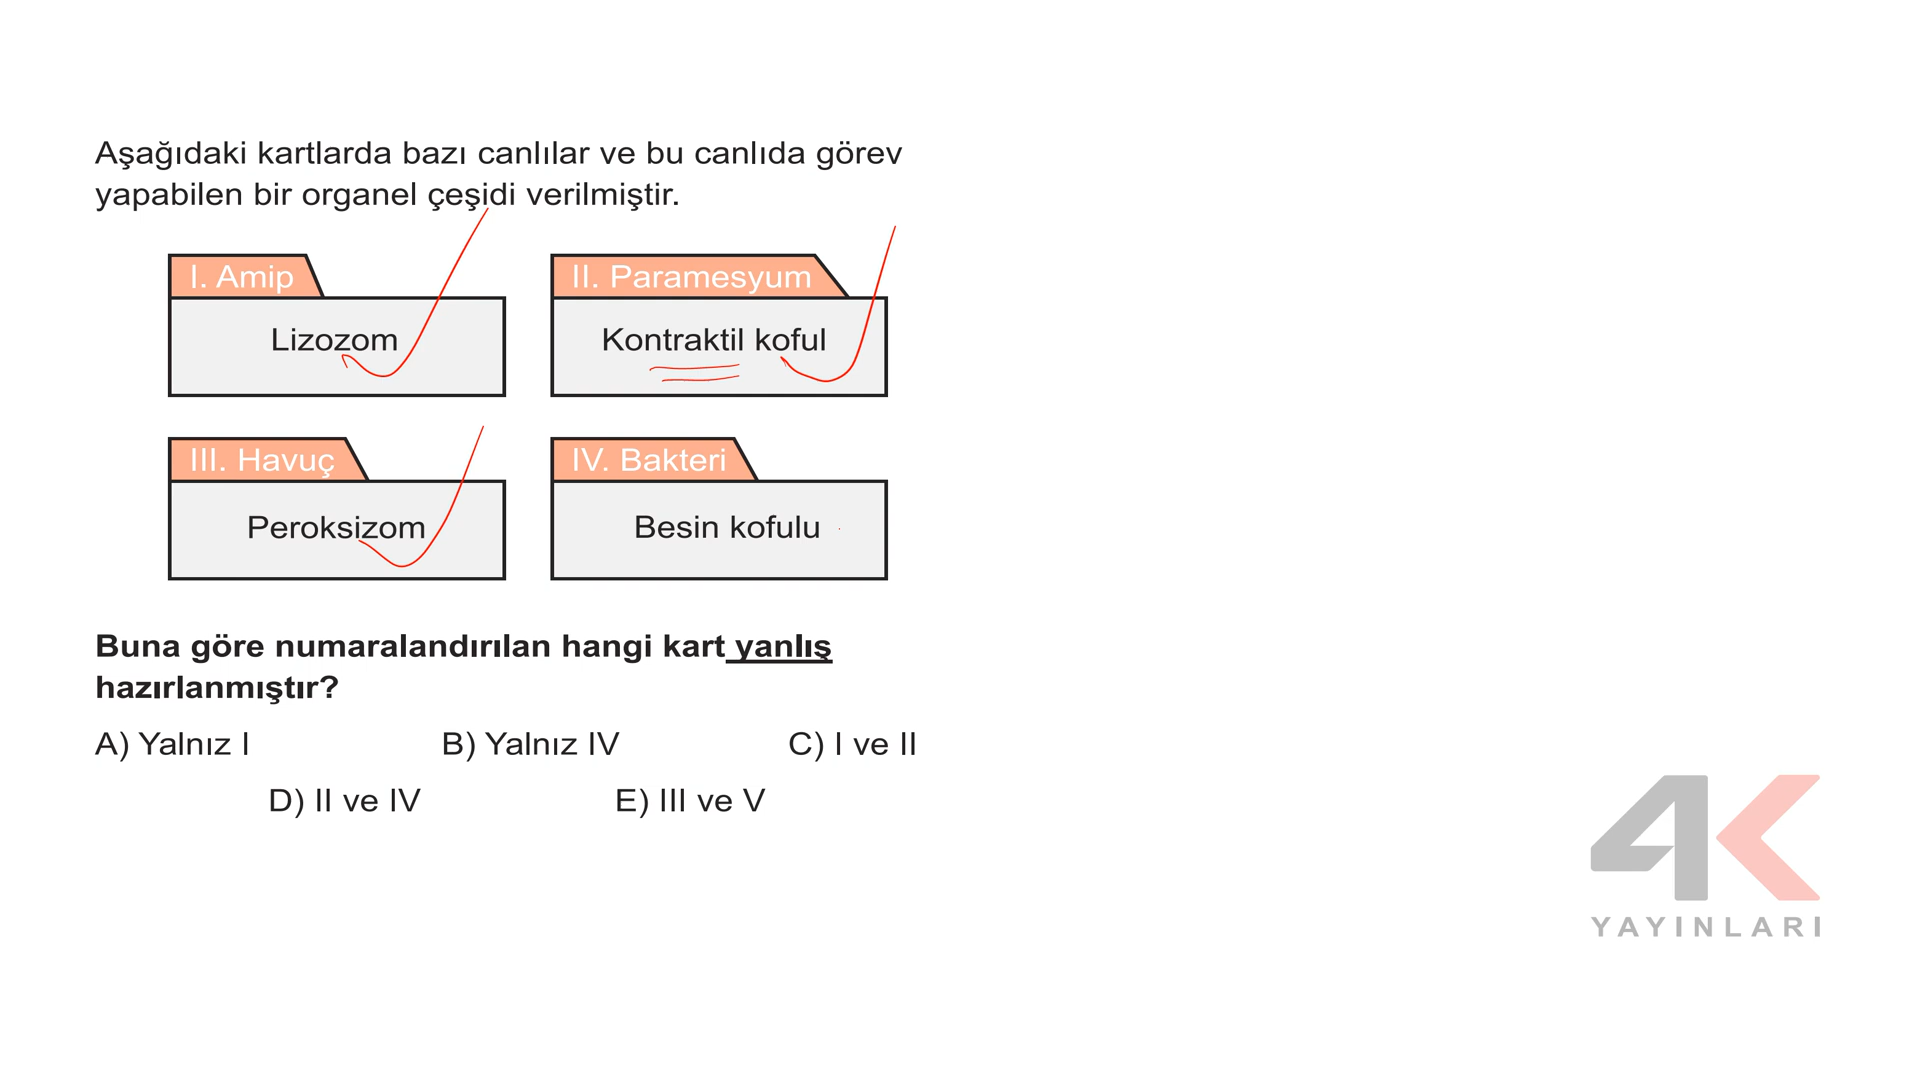 Aşağıdaki kartlarda bazı canlılar ve bu canlıda görev
yapabilen bir organel çeşidi verilmiştir.
I. Amip
Lizozom
II. Paramesyum
Kontraktil koful
III. Havuç
Peroksizom
IV. Bakteri
Besin kofulu
Buna göre numaralandırılan hangi kart yanlış
hazırlanmıştır?
A) Yalnız I
B) Yalnız IV
C) I ve II
D) II ve IV
E) III ve V
4K
YAYINLARI